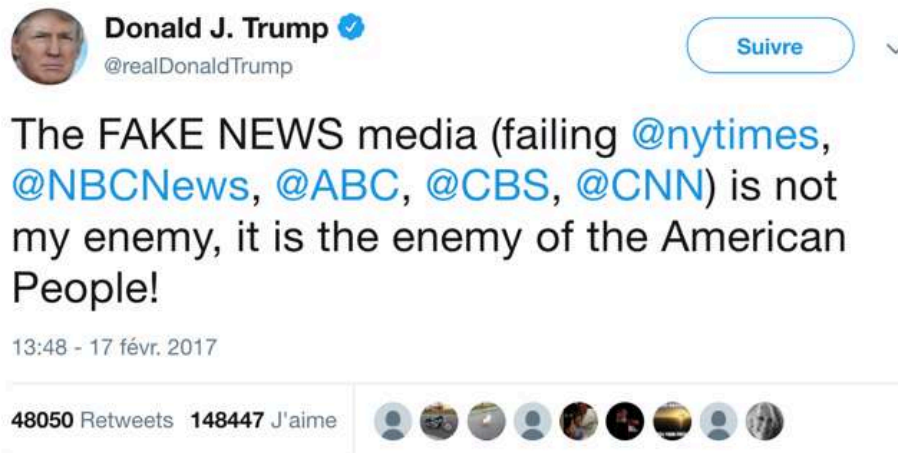 Donald J. Trump
@realDonaldTrump
Suivre
The FAKE NEWS media (failing @nytimes,
@NBCNews, @ABC, @CBS, @CNN) is not
my enemy, it is the enemy of the American
People!
13:48 - 17 févr. 2017
48050 Retweets 148447 J'aime